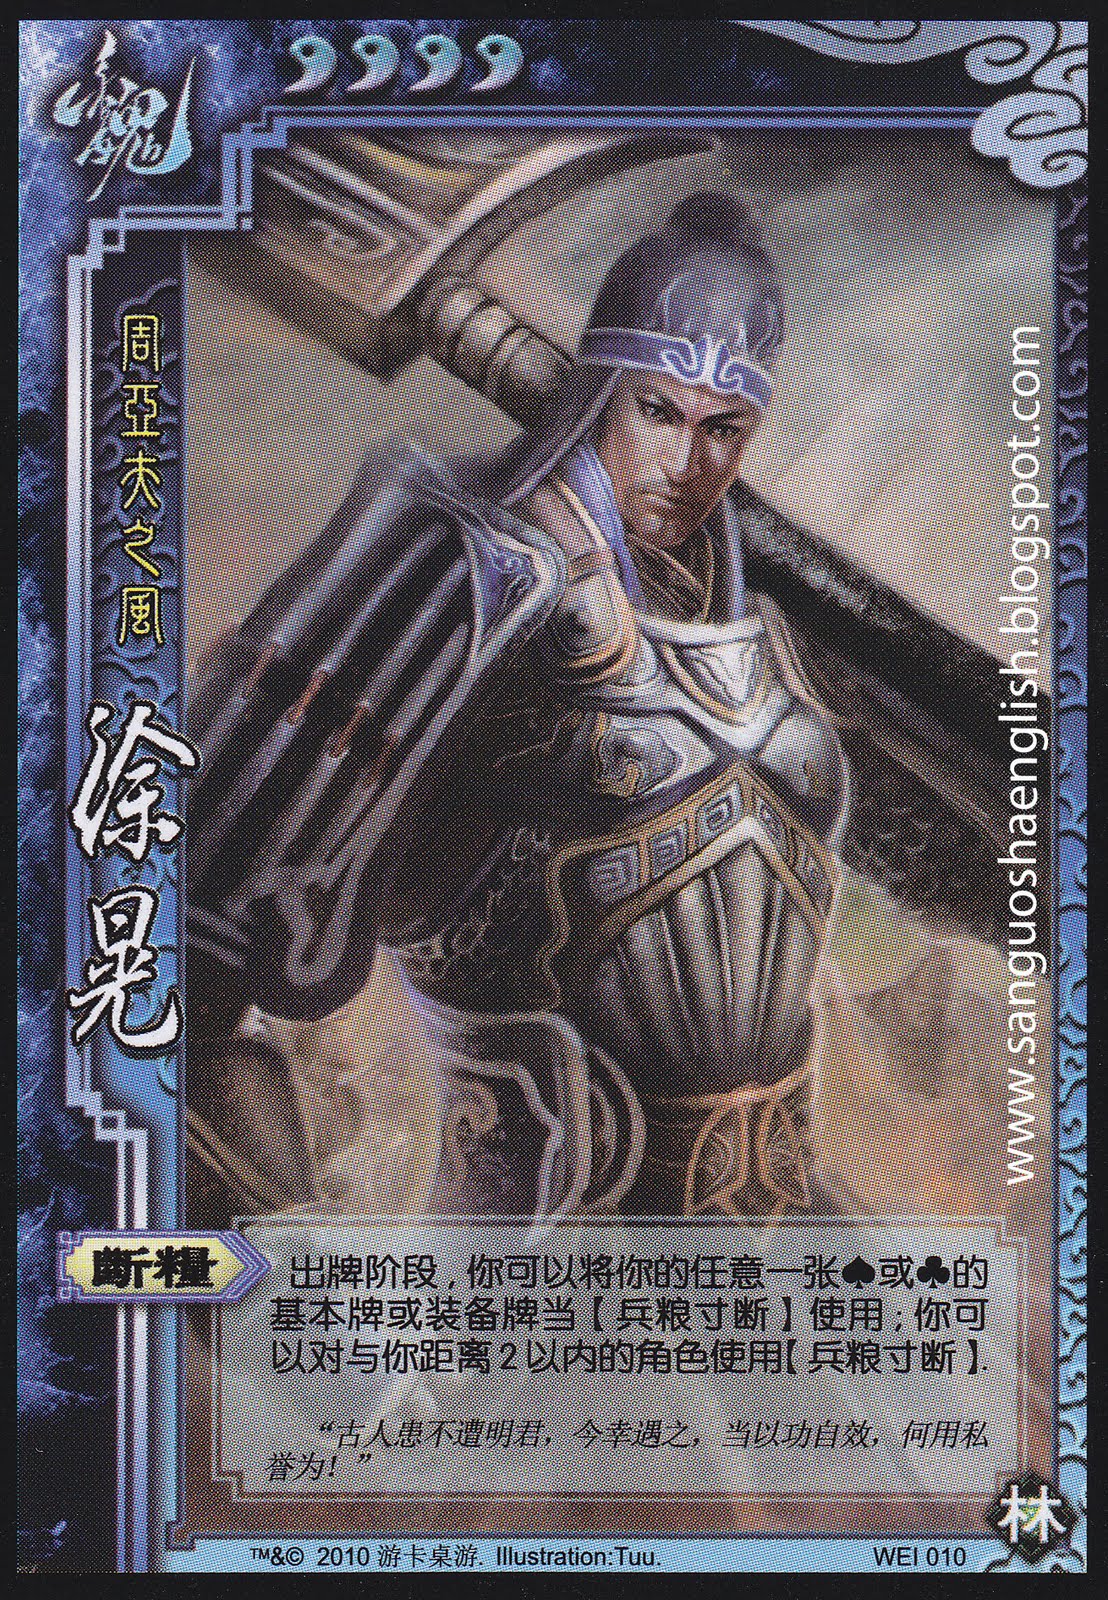 魏
周亞夫之風
徐晃
斷糧
出牌阶段，你可以将你的任意一张♠或♣的
基本牌或装备牌当【兵粮寸断】使用；你可
以对与你距离2以内的角色使用【兵粮寸断】.
“古人患不遭明君，今幸遇之，当以功自效，何用私
誉为！”
林
™&© 2010 游卡桌游. Illustration:Tuu.
WEI 010
www.sanguoshaenglish.blogspot.com